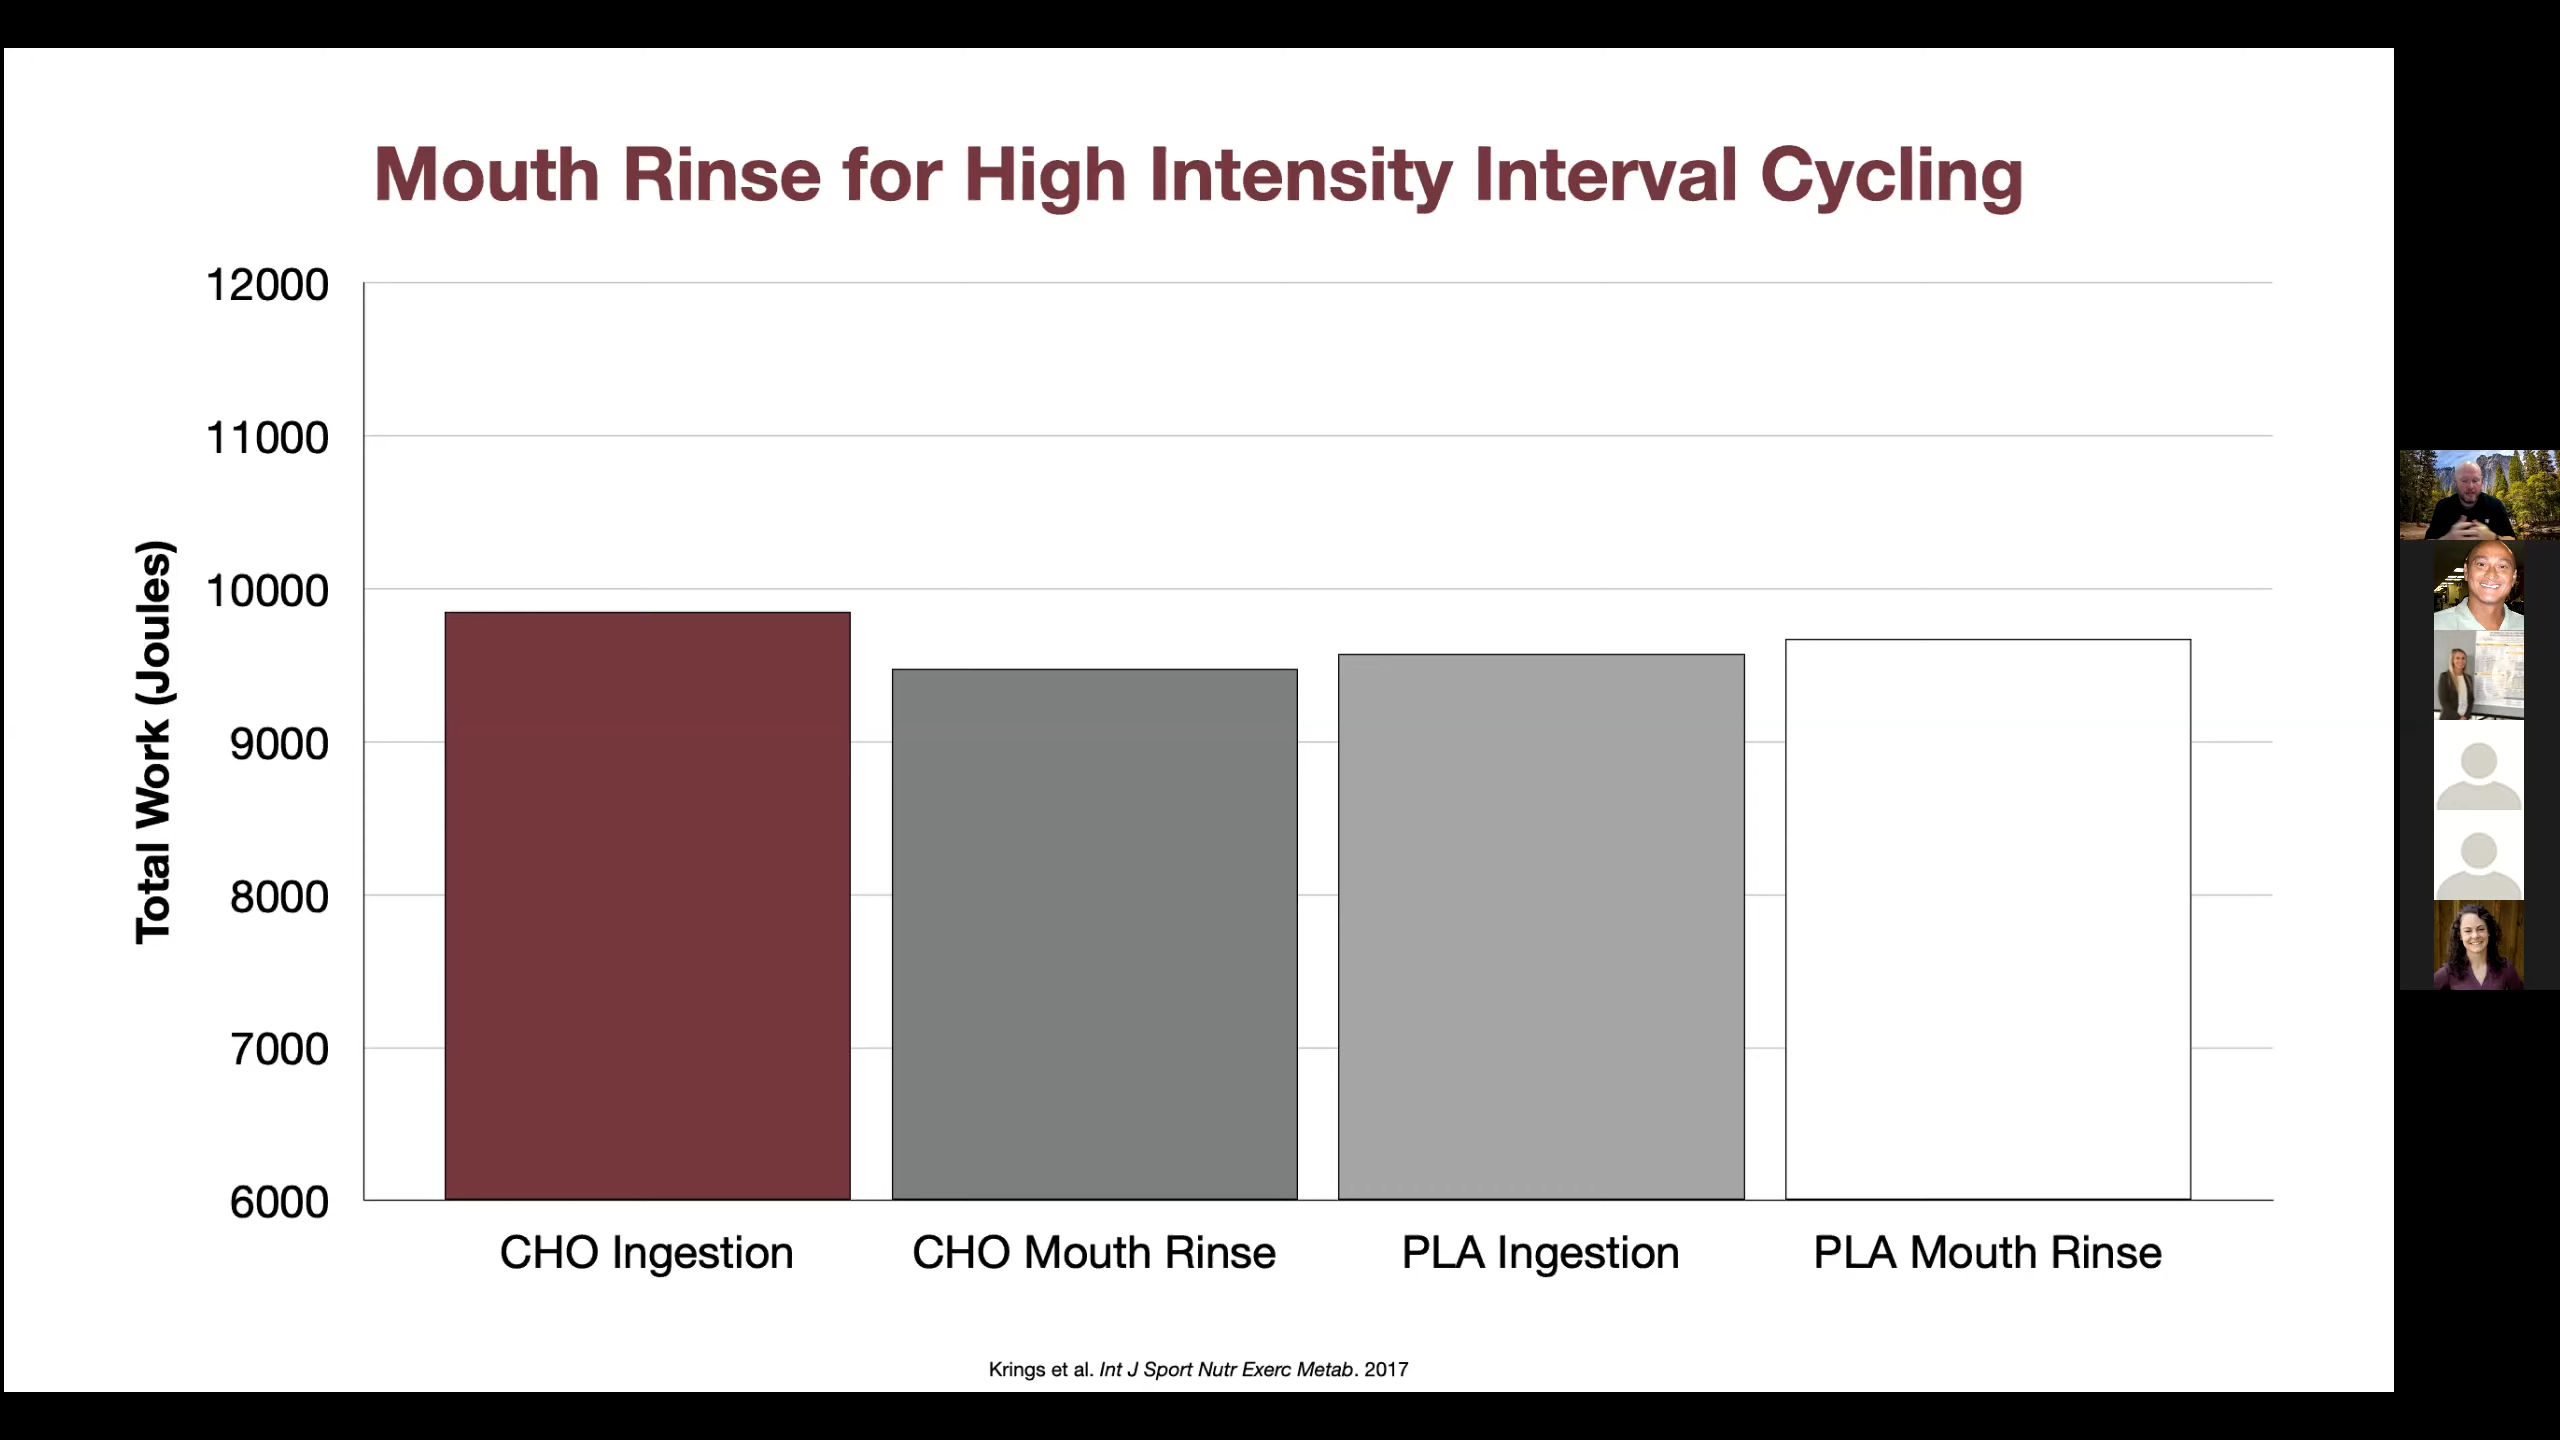 Mouth Rinse for High Intensity Interval Cycling
12000
11000
10000
9000
8000
7000
6000
Total Work (Joules)
CHO Ingestion
CHO Mouth Rinse
PLA Ingestion
PLA Mouth Rinse
Krings et al. Int J Sport Nutr Exerc Metab. 2017